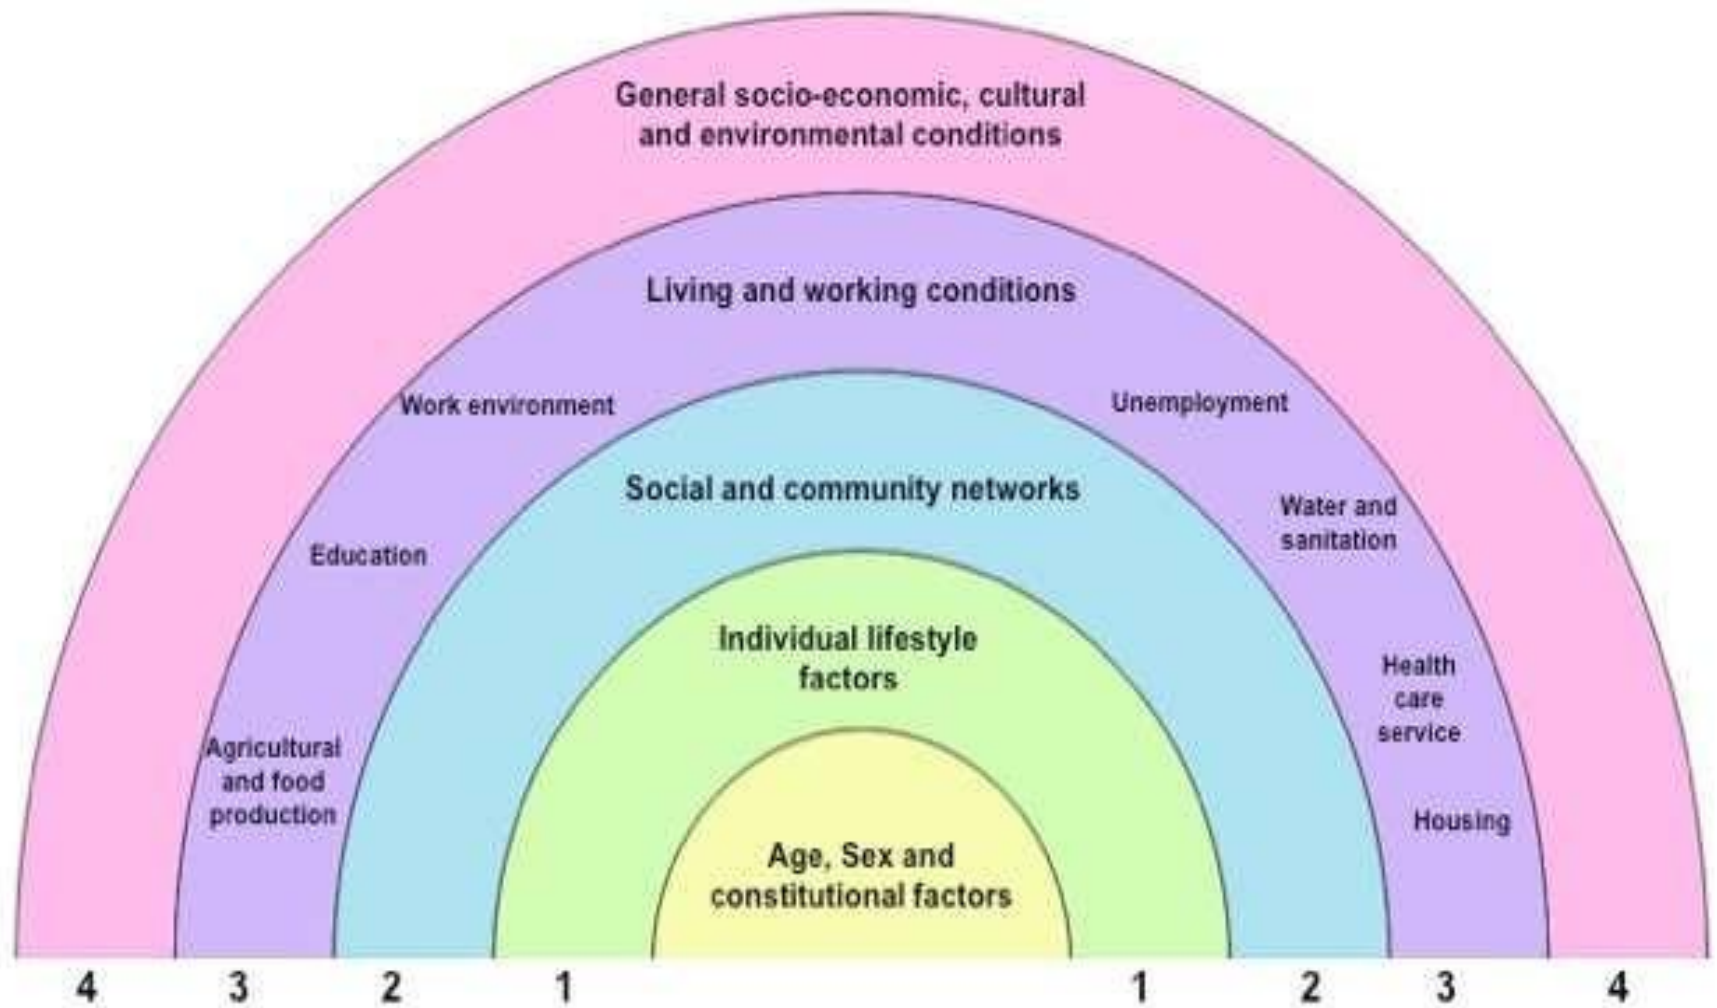 General socio-economic, cultural
and environmental conditions
Living and working conditions
Work environment
Unemployment
Social and community networks
Water and
sanitation
Education
Individual lifestyle
factors
Health
care
service
Agricultural
and food
production
Housing
Age, Sex and
constitutional factors
4 3 2 1 1 2 3 4